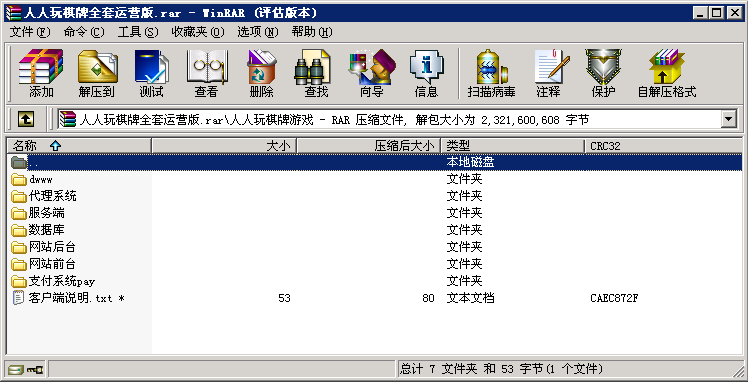 人人玩棋牌全套运营版.rar - WinRAR (评估版本)
文件(F) 命令(C) 工具(S) 收藏夹(O) 选项(N) 帮助(H)
添加 解压到 测试 查看 删除 查找 向导 信息 扫描病毒 注释 保护 自解压格式
人人玩棋牌全套运营版.rar\人人玩棋牌游戏 - RAR 压缩文件, 解包大小为 2,321,600,608 字节
名称 大小 压缩后大小 类型 CRC32
.. 本地磁盘
dwww 文件夹
代理系统 文件夹
服务端 文件夹
数据库 文件夹
网站后台 文件夹
网站前台 文件夹
支付系统pay 文件夹
客户端说明.txt * 53 80 文本文档 CAEC872F
总计 7 文件夹 和 53 字节(1 个文件)